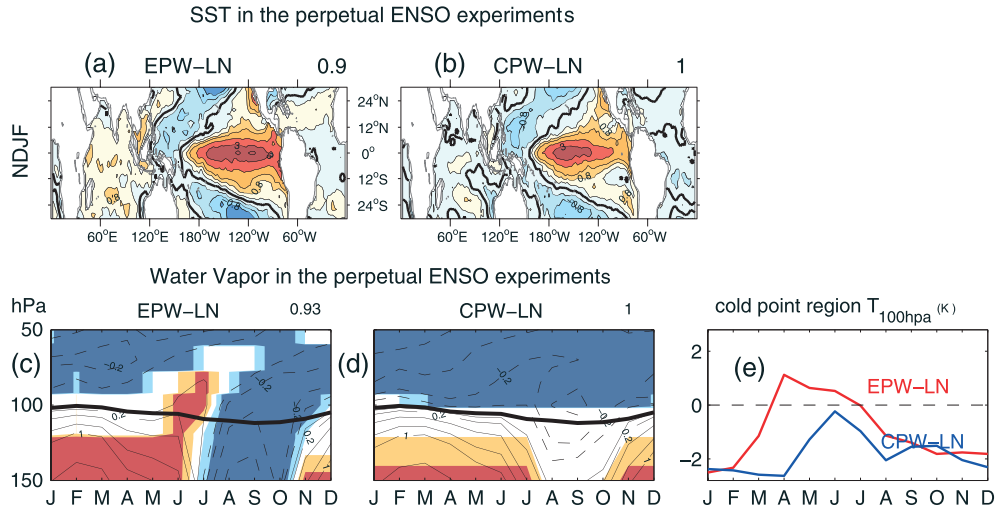 SST in the perpetual ENSO experiments
(a) EPW−LN 0.9
(b) CPW−LN 1
NDJF
24°N
12°N
0°
12°S
24°S
60°E 120°E 180°W 120°W 60°W
60°E 120°E 180°W 120°W 60°W
Water Vapor in the perpetual ENSO experiments
hPa EPW−LN 0.93
CPW−LN 1
cold point region T100hpa (K)
(c)
(d)
(e)
50
100
150
J F M A M J J A S O N D
J F M A M J J A S O N D
2
0
−2
EPW−LN
CPW−LN
J F M A M J J A S O N D